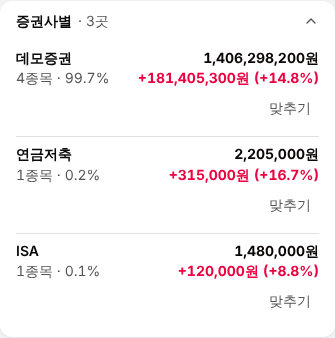 증권사별 · 3곳
데모증권 1,406,298,200원
4종목 · 99.7% +181,405,300원 (+14.8%)
맞추기
연금저축 2,205,000원
1종목 · 0.2% +315,000원 (+16.7%)
맞추기
ISA 1,480,000원
1종목 · 0.1% +120,000원 (+8.8%)
맞추기